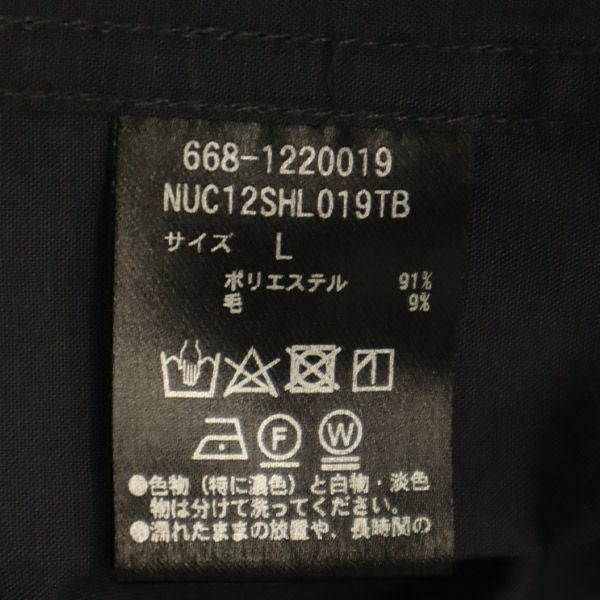 668-1220019
NUC12SHL019TB
サイズ L
ポリエステル 91%
毛 9%
F W
●色物（特に濃色）と白物・淡色
物は分けて洗ってください。
●濡れたままの放置や、長時間の